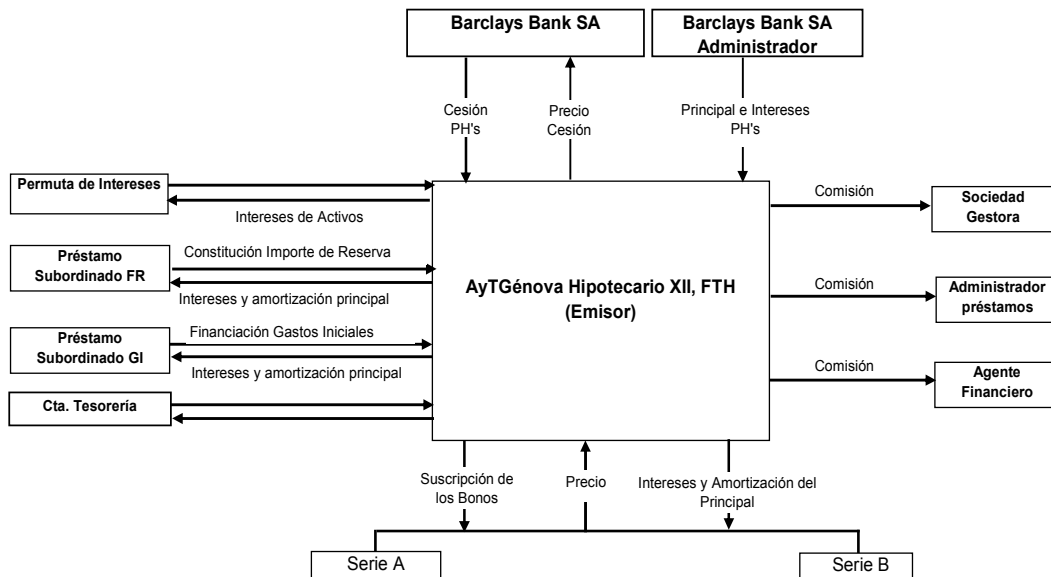 Barclays Bank SA
Barclays Bank SA
Administrador
Cesión
PH's
Precio
Cesión
Principal e Intereses
PH's
Permuta de Intereses
Intereses de Activos
Préstamo
Subordinado FR
Constitución Importe de Reserva
Intereses y amortización principal
Préstamo
Subordinado GI
Financiación Gastos Iniciales
Intereses y amortización principal
Cta. Tesorería
AyTGénova Hipotecario XII, FTH
(Emisor)
Comisión
Sociedad
Gestora
Comisión
Administrador
préstamos
Comisión
Agente
Financiero
Suscripción de
los Bonos
Precio
Intereses y Amortización del
Principal
Serie A
Serie B